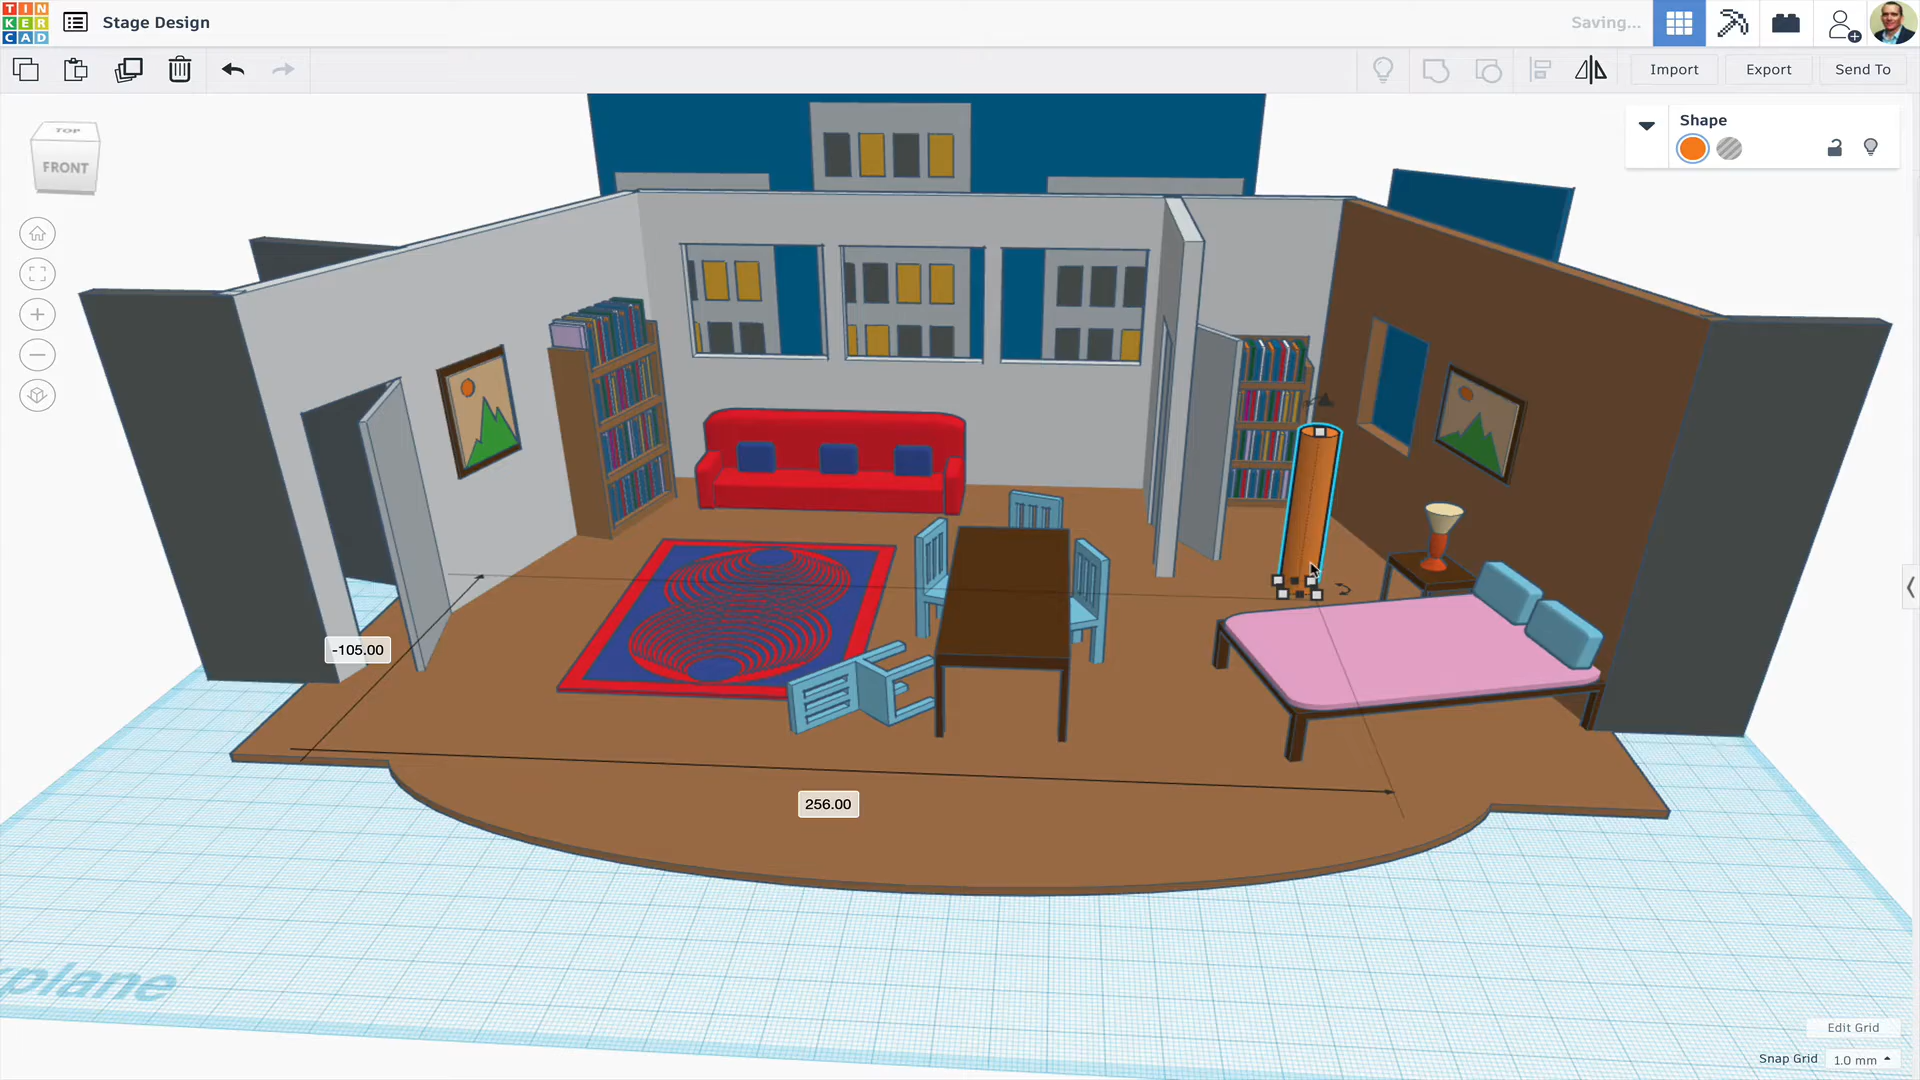 TIN
KER
CAD
Stage Design
Saving...
Import
Export
Send To
TOP
FRONT
Shape
-105.00
256.00
kplane
Edit Grid
Snap Grid
1.0 mm